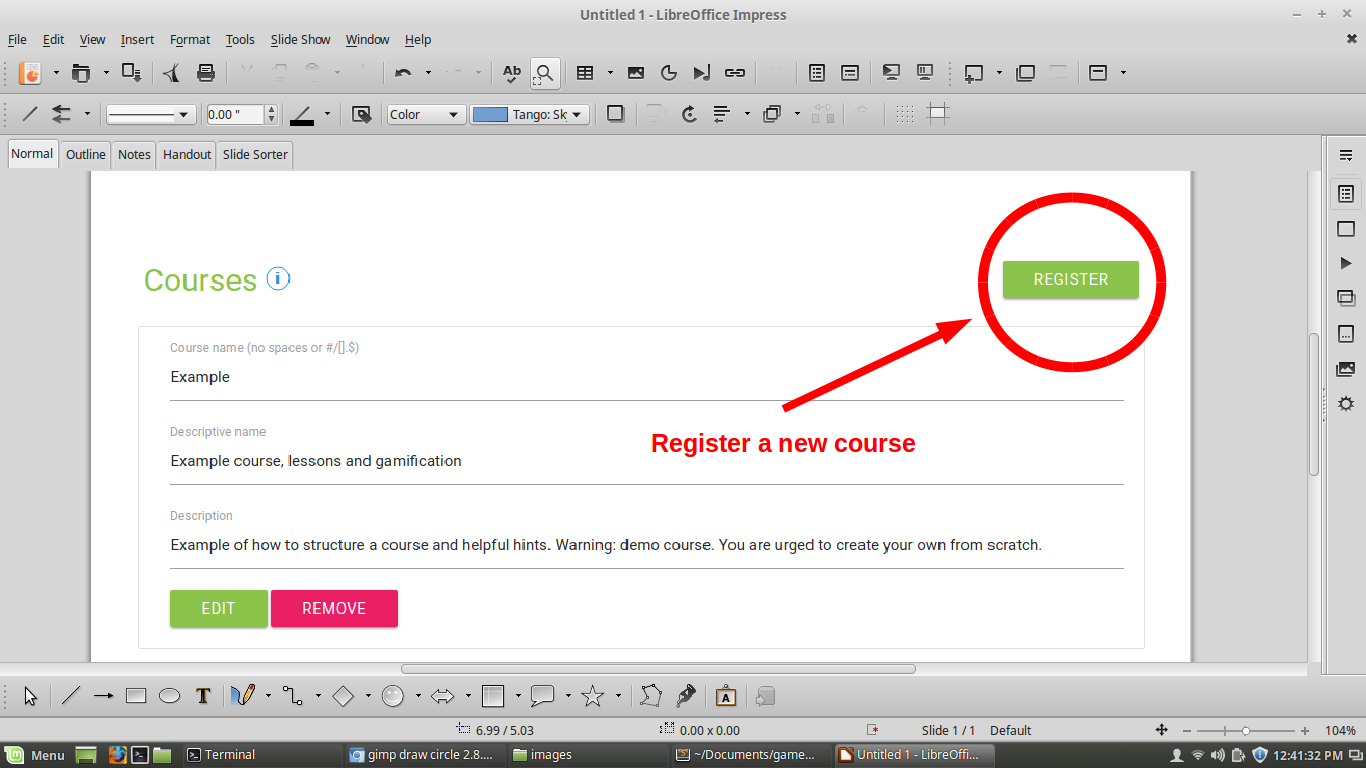 Untitled 1 - LibreOffice Impress
File Edit View Insert Format Tools Slide Show Window Help
Ab
0.00 " Color Tango: Sk
Normal Outline Notes Handout Slide Sorter
Courses i REGISTER
Course name (no spaces or #/[].$)
Example
Register a new course
Descriptive name
Example course, lessons and gamification
Description
Example of how to structure a course and helpful hints. Warning: demo course. You are urged to create your own from scratch.
EDIT REMOVE
T A
6.99 / 5.03 0.00 x 0.00 Slide 1 / 1 Default 104%
Menu Terminal gimp draw circle 2.8.... images ~/Documents/game... Untitled 1 - LibreOffi... 12:41:32 PM